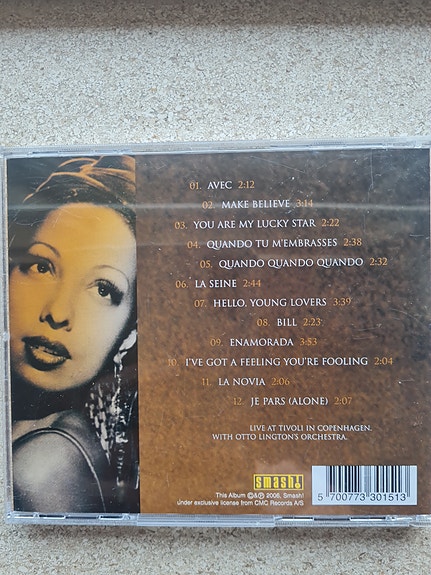 01. AVEC 2:12
02. MAKE BELIEVE 3:14
03. YOU ARE MY LUCKY STAR 2:22
04. QUANDO TU M'EMBRASSES 2:38
05. QUANDO QUANDO QUANDO 2:32
06. LA SEINE 2:44
07. HELLO, YOUNG LOVERS 3:39
08. BILL 2:23
09. ENAMORADA 3:53
10. I'VE GOT A FEELING YOU'RE FOOLING 2:04
11. LA NOVIA 2:06
12. JE PARS (ALONE) 2:07
LIVE AT TIVOLI IN COPENHAGEN.
WITH OTTO LINGTON'S ORCHESTRA.
smash!
This Album ©&℗ 2006, Smash!
under exclusive license from CMC Records A/S
5 700773 301513